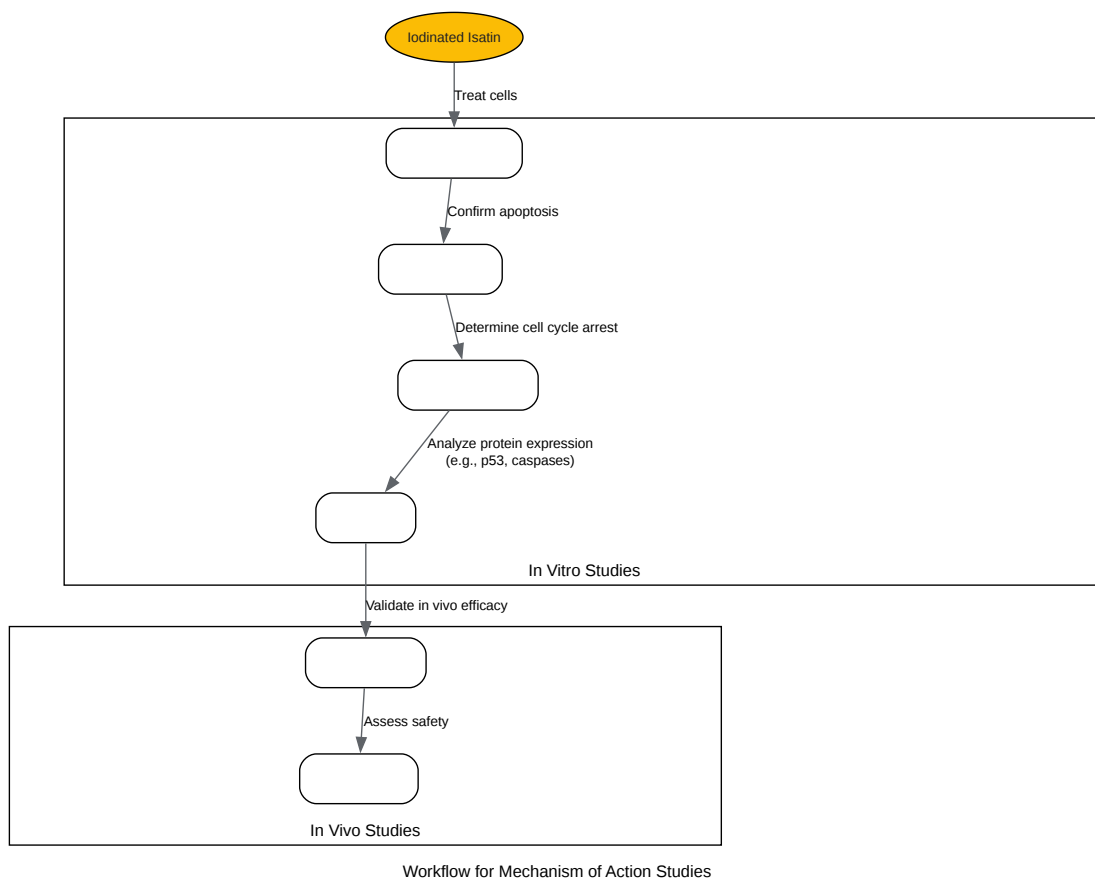 Iodinated Isatin
Treat cells
Confirm apoptosis
Determine cell cycle arrest
Analyze protein expression
(e.g., p53, caspases)
In Vitro Studies
Validate in vivo efficacy
Assess safety
In Vivo Studies
Workflow for Mechanism of Action Studies